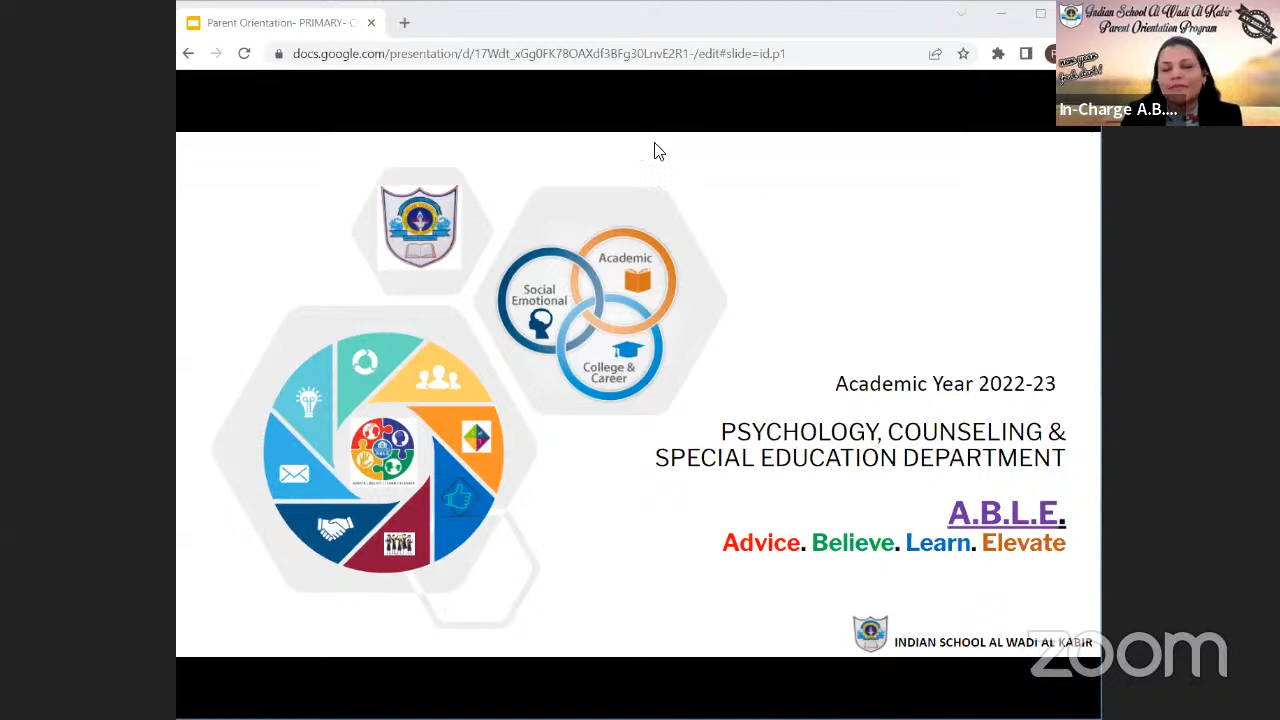 Parent Orientation- PRIMARY- C
docs.google.com/presentation/d/17Wdt_xGg0FK78OAXdf3BFg30LnvE2R1-/edit#slide=id.p1
Indian School Al Wadi Al Kabir
Parent Orientation Program
new year
In-Charge A.B....
Academic
Social
Emotional
College &
Career
Academic Year 2022-23
PSYCHOLOGY, COUNSELING &
SPECIAL EDUCATION DEPARTMENT
A.B.L.E.
Advice. Believe. Learn. Elevate
INDIAN SCHOOL AL WADI AL KABIR
zoom